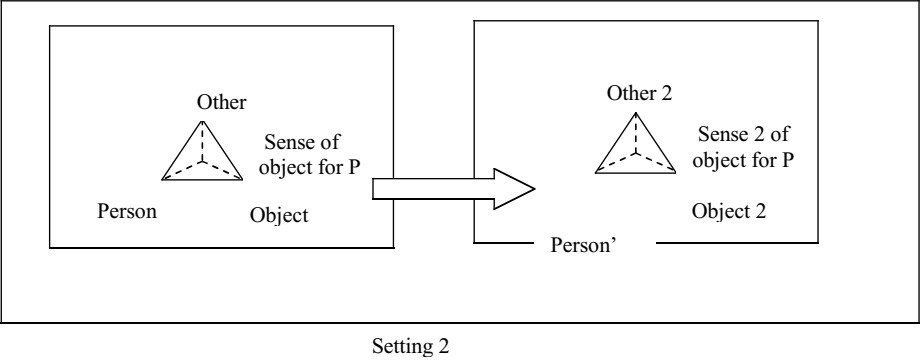 Other
Sense of
object for P
Person
Object
Other 2
Sense 2 of
object for P
Object 2
Person’
Setting 2